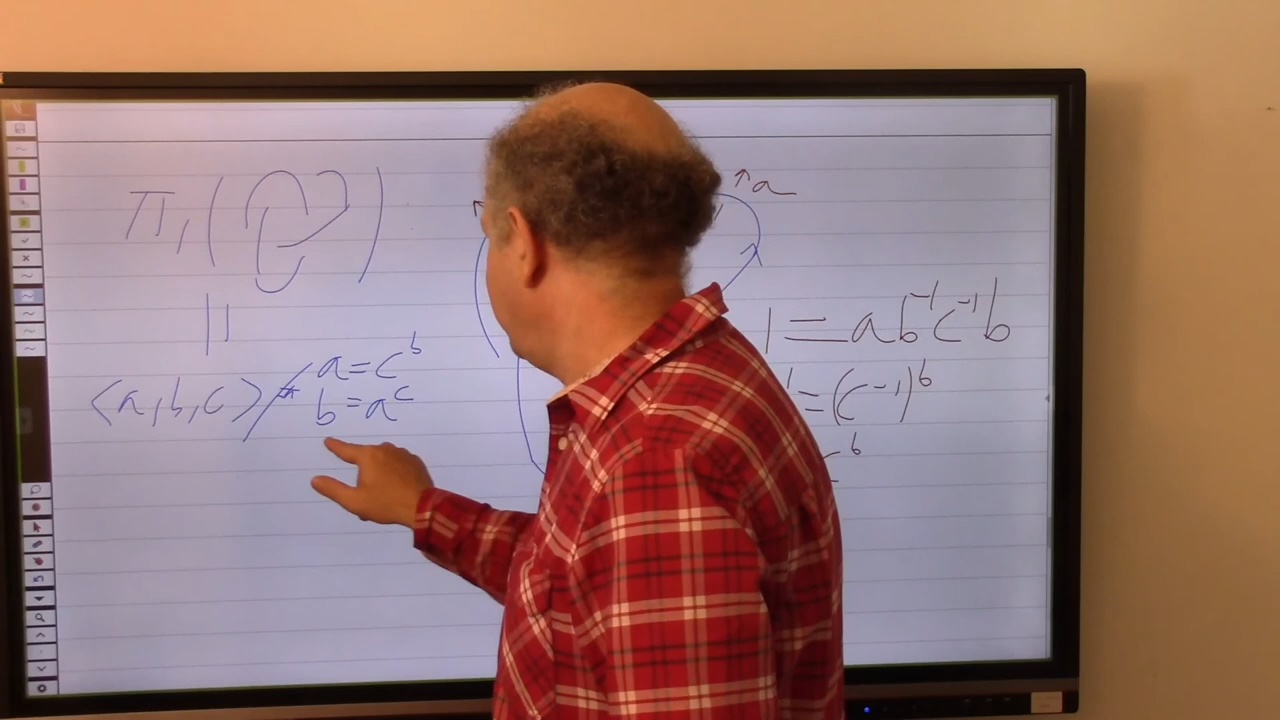 π₁( )
||
⟨a,b,c⟩/ a=c^b
b=a^c
↑a
1=ab⁻¹c⁻¹b
=(c⁻¹)^b
b